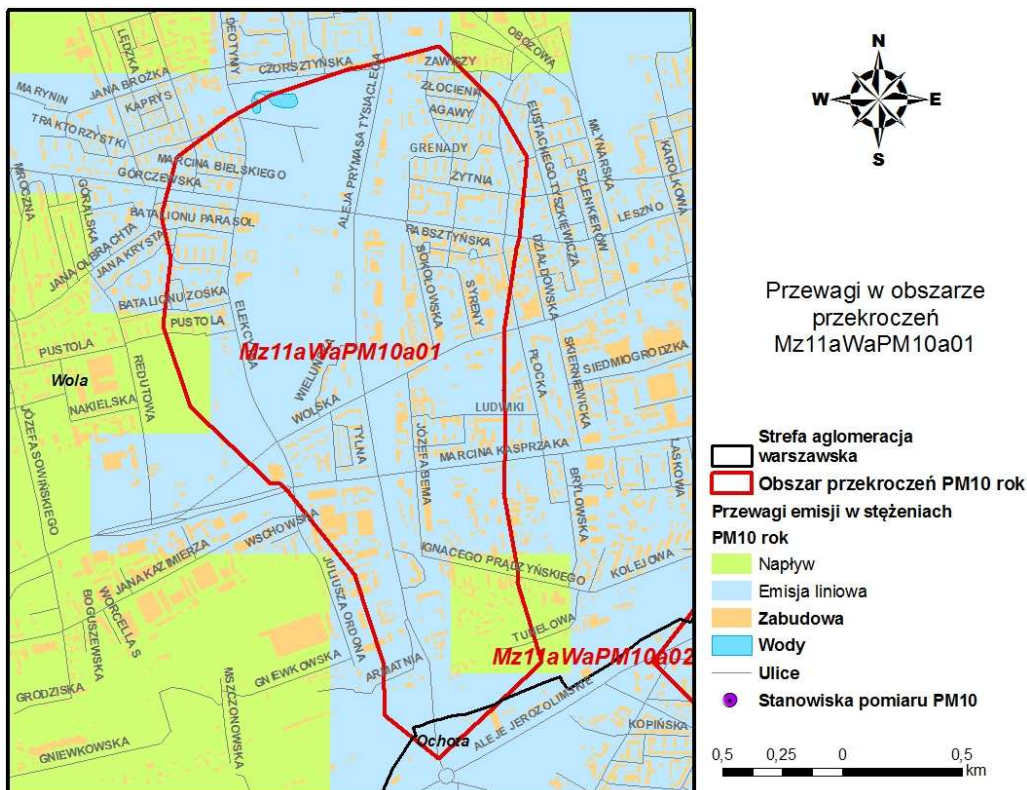 LĘDZKA
DEOTYMY
CZORSZTYŃSKA
ALEJA PRYMASA TYSIĄCLECIA
ZAWISZY
OBOZOWA
JANA BROŻKA
MARYNIN
KAPRYS
ZŁOCIENIA
AGAWY
TRAKTORZYSTKI
GRENADY
EUSTACHEGO TYSZKIEWICZA
MŁYNARSKA
KAROLKOWA
MARCINA BIELSKIEGO
GÓRCZEWSKA
ŻYTNIA
SZLENKIERÓW
MROCZNA
GÓRALSKA
LESZNO
BATALIONU PARASOL
JANA OLBRACHTA
JANA KRYSTA
PABSZTYŃSKA
SOKOŁOWSKA
SYRENY
DZIAŁDOWSKA
BATALIONU ZOŚKA
ELEKCYJNA
PUSTOLA
PUSTOLA
Mz11aWaPM10a01
WIELUŃSKA
PŁOCKA
SKIERNIEWICKA
SIEDMIOGRODZKA
Wola
REDUTOWA
NAKIELSKA
WOLSKA
LUDWIKI
JÓZEFA SOWIŃSKIEGO
TYLNA
JÓZEFA BEMA
MARCINA KASPRZAKA
BRYLOWSKA
ŁASKOWA
WSCHOWSKA
JANA KAZIMIERZA
IGNACEGO PRĄDZYŃSKIEGO
KOLEJOWA
JULIUSZA ORDONA
BOGUSZEWSKA
WORCELLA S
TUNELOWA
GNIEWKOWSKA
ARMATNIA
Mz11aWaPM10a02
GRODZISKA
MSZCZONOWSKA
GNIEWKOWSKA
Ochota
ALEJE JEROZOLIMSKIE
KOPIŃSKA
N
W E
S
Przewagi w obszarze
przekroczeń
Mz11aWaPM10a01
Strefa aglomeracja
warszawska
Obszar przekroczeń PM10 rok
Przewagi emisji w stężeniach
PM10 rok
Napływ
Emisja liniowa
Zabudowa
Wody
Ulice
Stanowiska pomiaru PM10
0,5 0,25 0 0,5
km